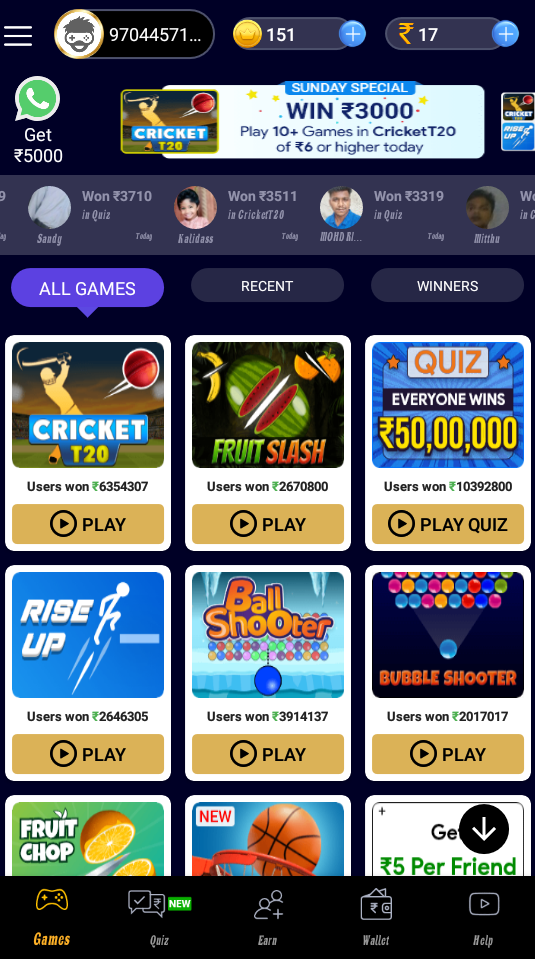 97044571...
151
₹ 17
Get
₹5000
CRICKET
T20
SUNDAY SPECIAL
WIN ₹3000
Play 10+ Games in CricketT20
of ₹6 or higher today
CRICKET
RISE UP
9
Today
Won ₹3710
in Quiz
Sandy
Today
Won ₹3511
in CricketT20
Kalidass
Today
Won ₹3319
in Quiz
MOHD RI...
Today
Mitthu
ALL GAMES
RECENT
WINNERS
CRICKET
T20
Users won ₹6354307
PLAY
FRUIT SLASH
Users won ₹2670800
PLAY
QUIZ
EVERYONE WINS
₹50,00,000
Users won ₹10392800
PLAY QUIZ
RISE
UP
Users won ₹2646305
PLAY
Ball
Shooter
Users won ₹3914137
PLAY
BUBBLE SHOOTER
Users won ₹2017017
PLAY
FRUIT
CHOP
NEW
Get
₹5 Per Friend
Games
NEW
Quiz
Earn
Wallet
Help